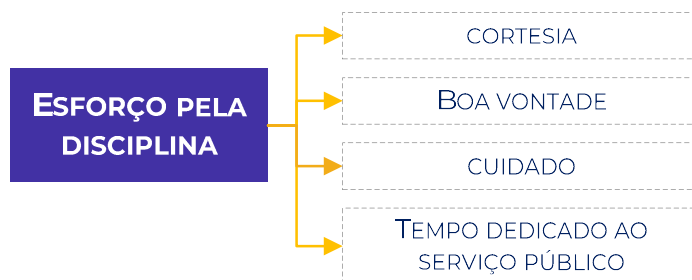 ESFORÇO PELA
DISCIPLINA
CORTESIA
BOA VONTADE
CUIDADO
TEMPO DEDICADO AO
SERVIÇO PÚBLICO